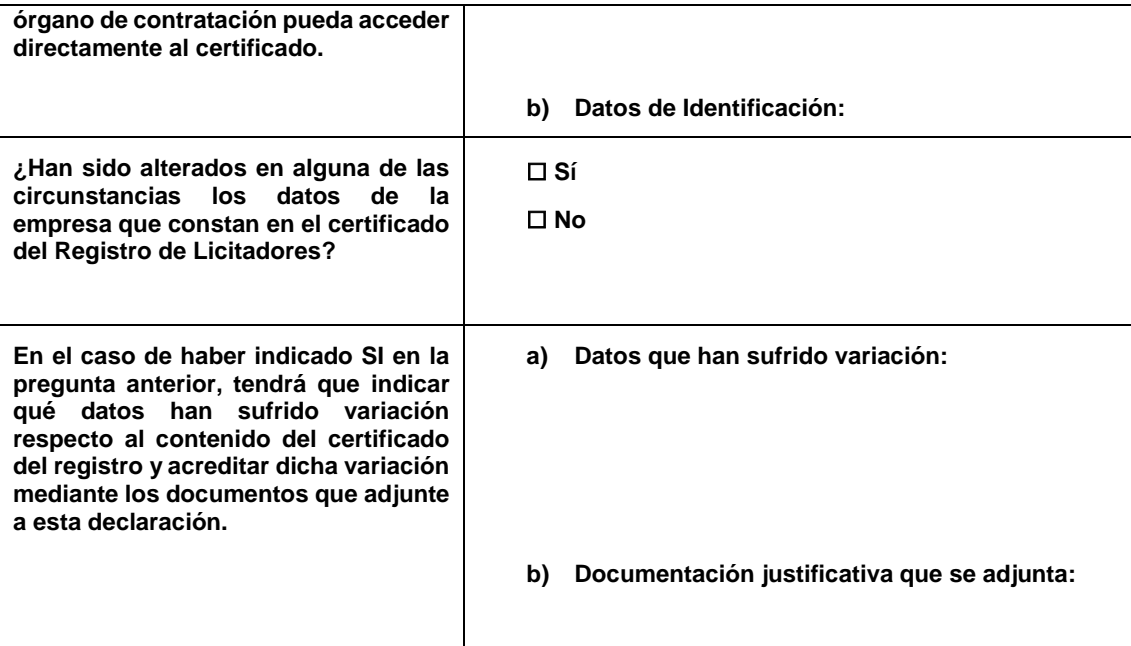 órgano de contratación pueda acceder
directamente al certificado.
b) Datos de Identificación:
¿Han sido alterados en alguna de las
circunstancias los datos de la
empresa que constan en el certificado
del Registro de Licitadores?
☐ Sí
☐ No
En el caso de haber indicado SI en la
pregunta anterior, tendrá que indicar
qué datos han sufrido variación
respecto al contenido del certificado
del registro y acreditar dicha variación
mediante los documentos que adjunte
a esta declaración.
a) Datos que han sufrido variación:
b) Documentación justificativa que se adjunta: